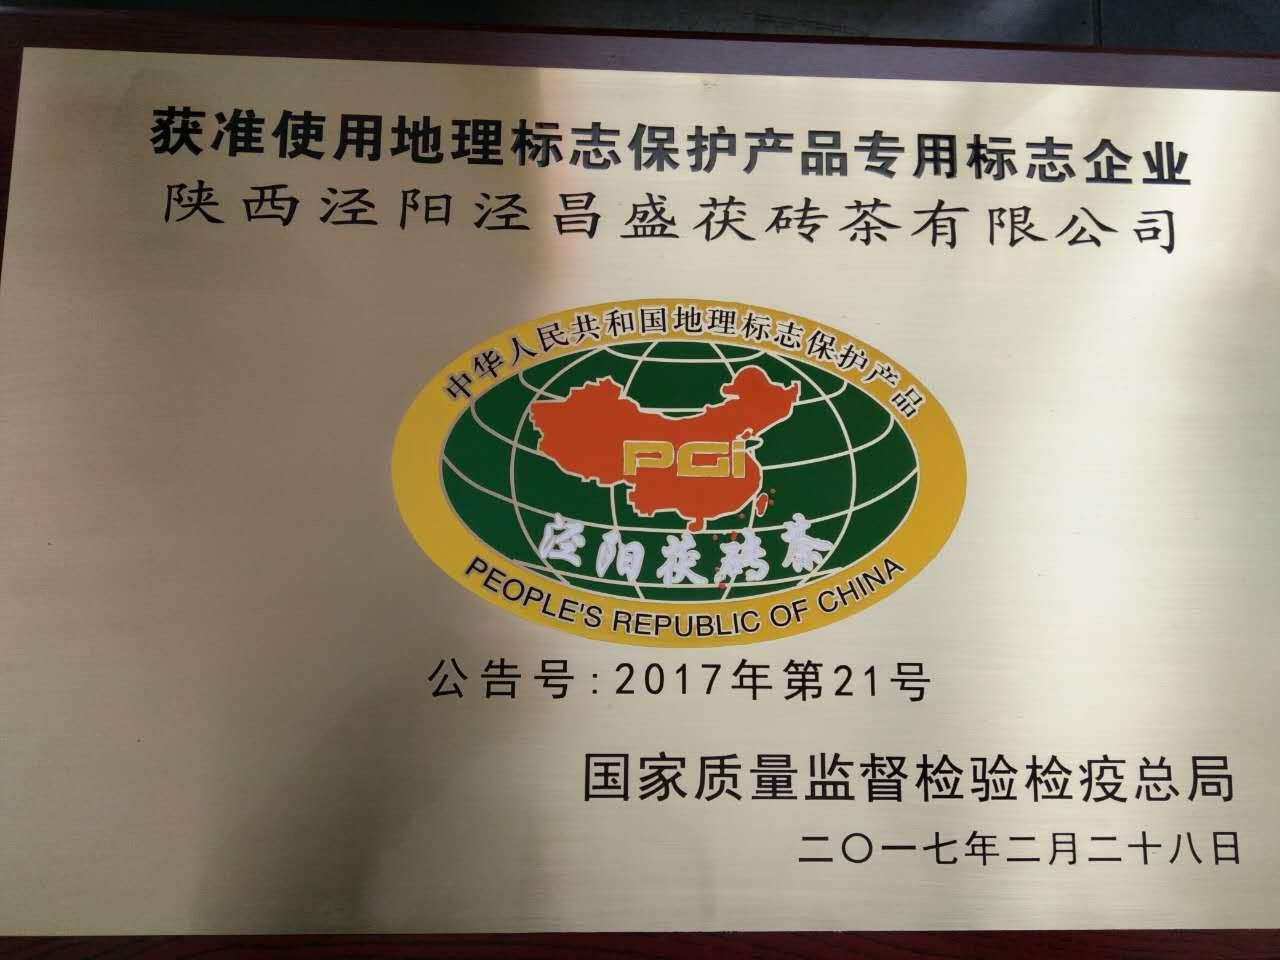 获准使用地理标志保护产品专用标志企业
陕西泾阳泾昌盛茯砖茶有限公司
中华人民共和国地理标志保护产品
PGi
泾阳茯砖茶
PEOPLE'S REPUBLIC OF CHINA
公告号:2017年第21号
国家质量监督检验检疫总局
二〇一七年二月二十八日